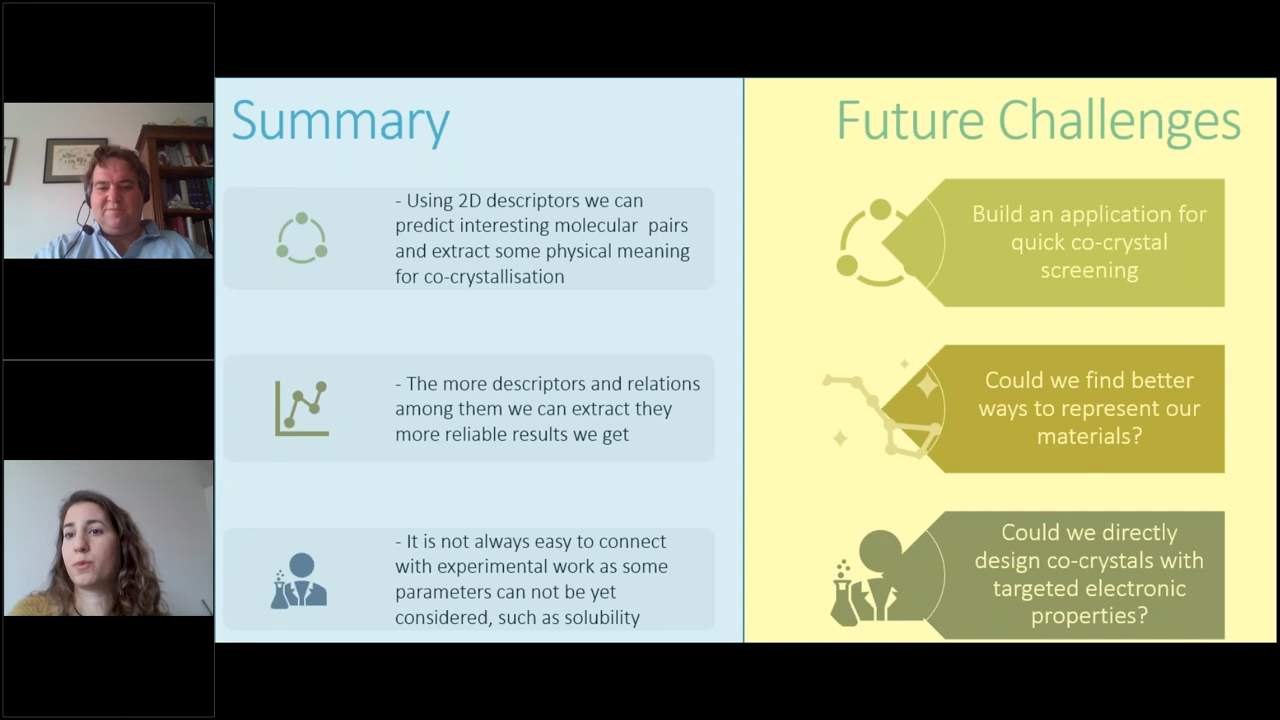 Summary
- Using 2D descriptors we can
predict interesting molecular pairs
and extract some physical meaning
for co-crystallisation
- The more descriptors and relations
among them we can extract they
more reliable results we get
- It is not always easy to connect
with experimental work as some
parameters can not be yet
considered, such as solubility
Future Challenges
Build an application for
quick co-crystal
screening
Could we find better
ways to represent our
materials?
Could we directly
design co-crystals with
targeted electronic
properties?